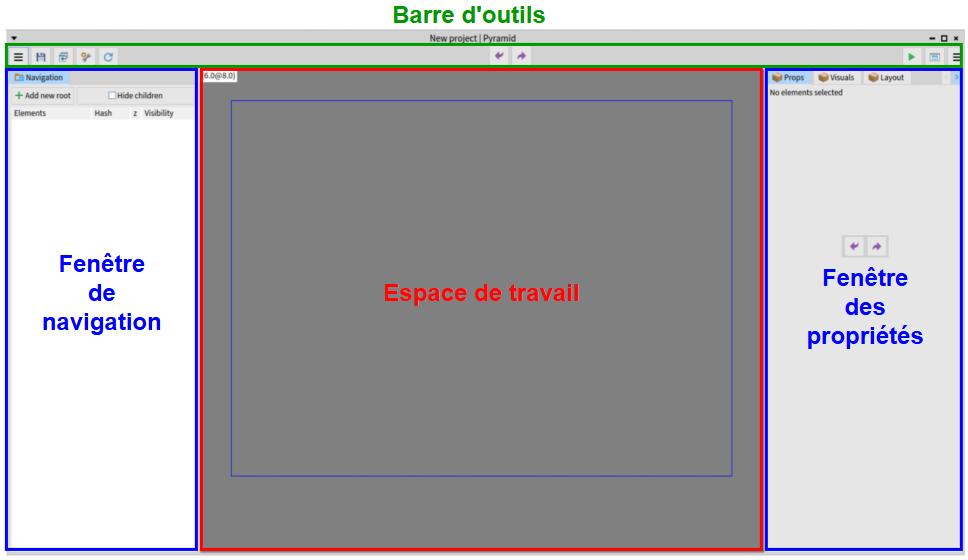 Barre d'outils
New project | Pyramid
Navigation
Add new root
Hide children
Elements Hash z Visibility
Fenêtre
de
navigation
(6.0@8.0)
Espace de travail
Props Visuals Layout
No elements selected
Fenêtre
des
propriétés